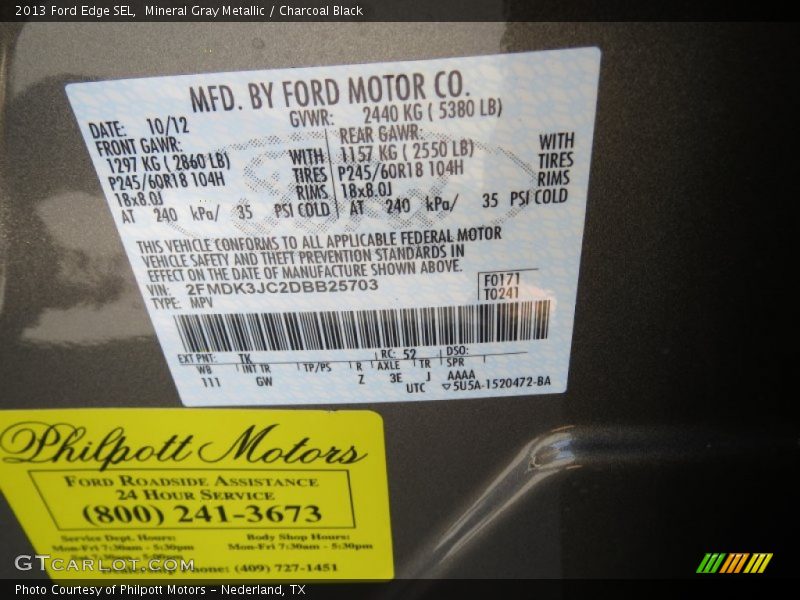 2013 Ford Edge SEL,  Mineral Gray Metallic / Charcoal Black
MFD. BY FORD MOTOR CO.
DATE: 10/12 GVWR: 2440 KG ( 5380 LB)
FRONT GAWR: REAR GAWR:
1297 KG ( 2860 LB) WITH 1157 KG ( 2550 LB) WITH
P245/60R18 104H TIRES P245/60R18 104H TIRES
18x8.0J RIMS 18x8.0J RIMS
AT 240 kPa/ 35 PSI COLD AT 240 kPa/ 35 PSI COLD
THIS VEHICLE CONFORMS TO ALL APPLICABLE FEDERAL MOTOR
VEHICLE SAFETY AND THEFT PREVENTION STANDARDS IN
EFFECT ON THE DATE OF MANUFACTURE SHOWN ABOVE.
VIN: 2FMDK3JC2DBB25703 F0171
TYPE: MPV T0241
EXT PNT: TK RC: 52 DSO:
WB INT TR TP/PS R AXLE TR SPR
111 GW Z 3E J AAAA
UTC 5U5A-1520472-BA
Philpott Motors
FORD ROADSIDE ASSISTANCE
24 HOUR SERVICE
(800) 241-3673
Service Dept. Hours: Body Shop Hours:
Mon-Fri 7:30am - 5:30pm Mon-Fri 7:30am - 5:30pm
Phone: (409) 727-1451
GTcarlot.com
Photo Courtesy of Philpott Motors – Nederland, TX